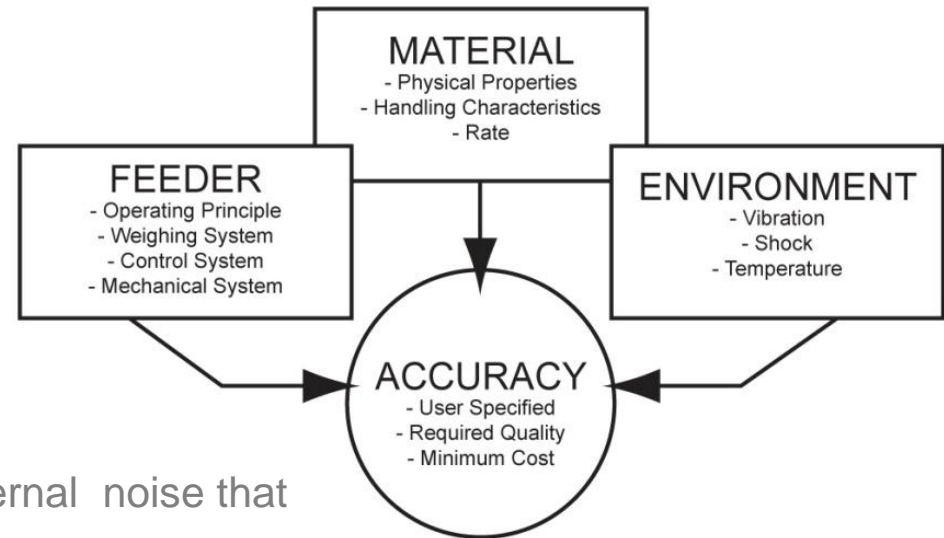 MATERIAL
- Physical Properties
- Handling Characteristics
- Rate
FEEDER
- Operating Principle
- Weighing System
- Control System
- Mechanical System
ENVIRONMENT
- Vibration
- Shock
- Temperature
ACCURACY
- User Specified
- Required Quality
- Minimum Cost
noise that